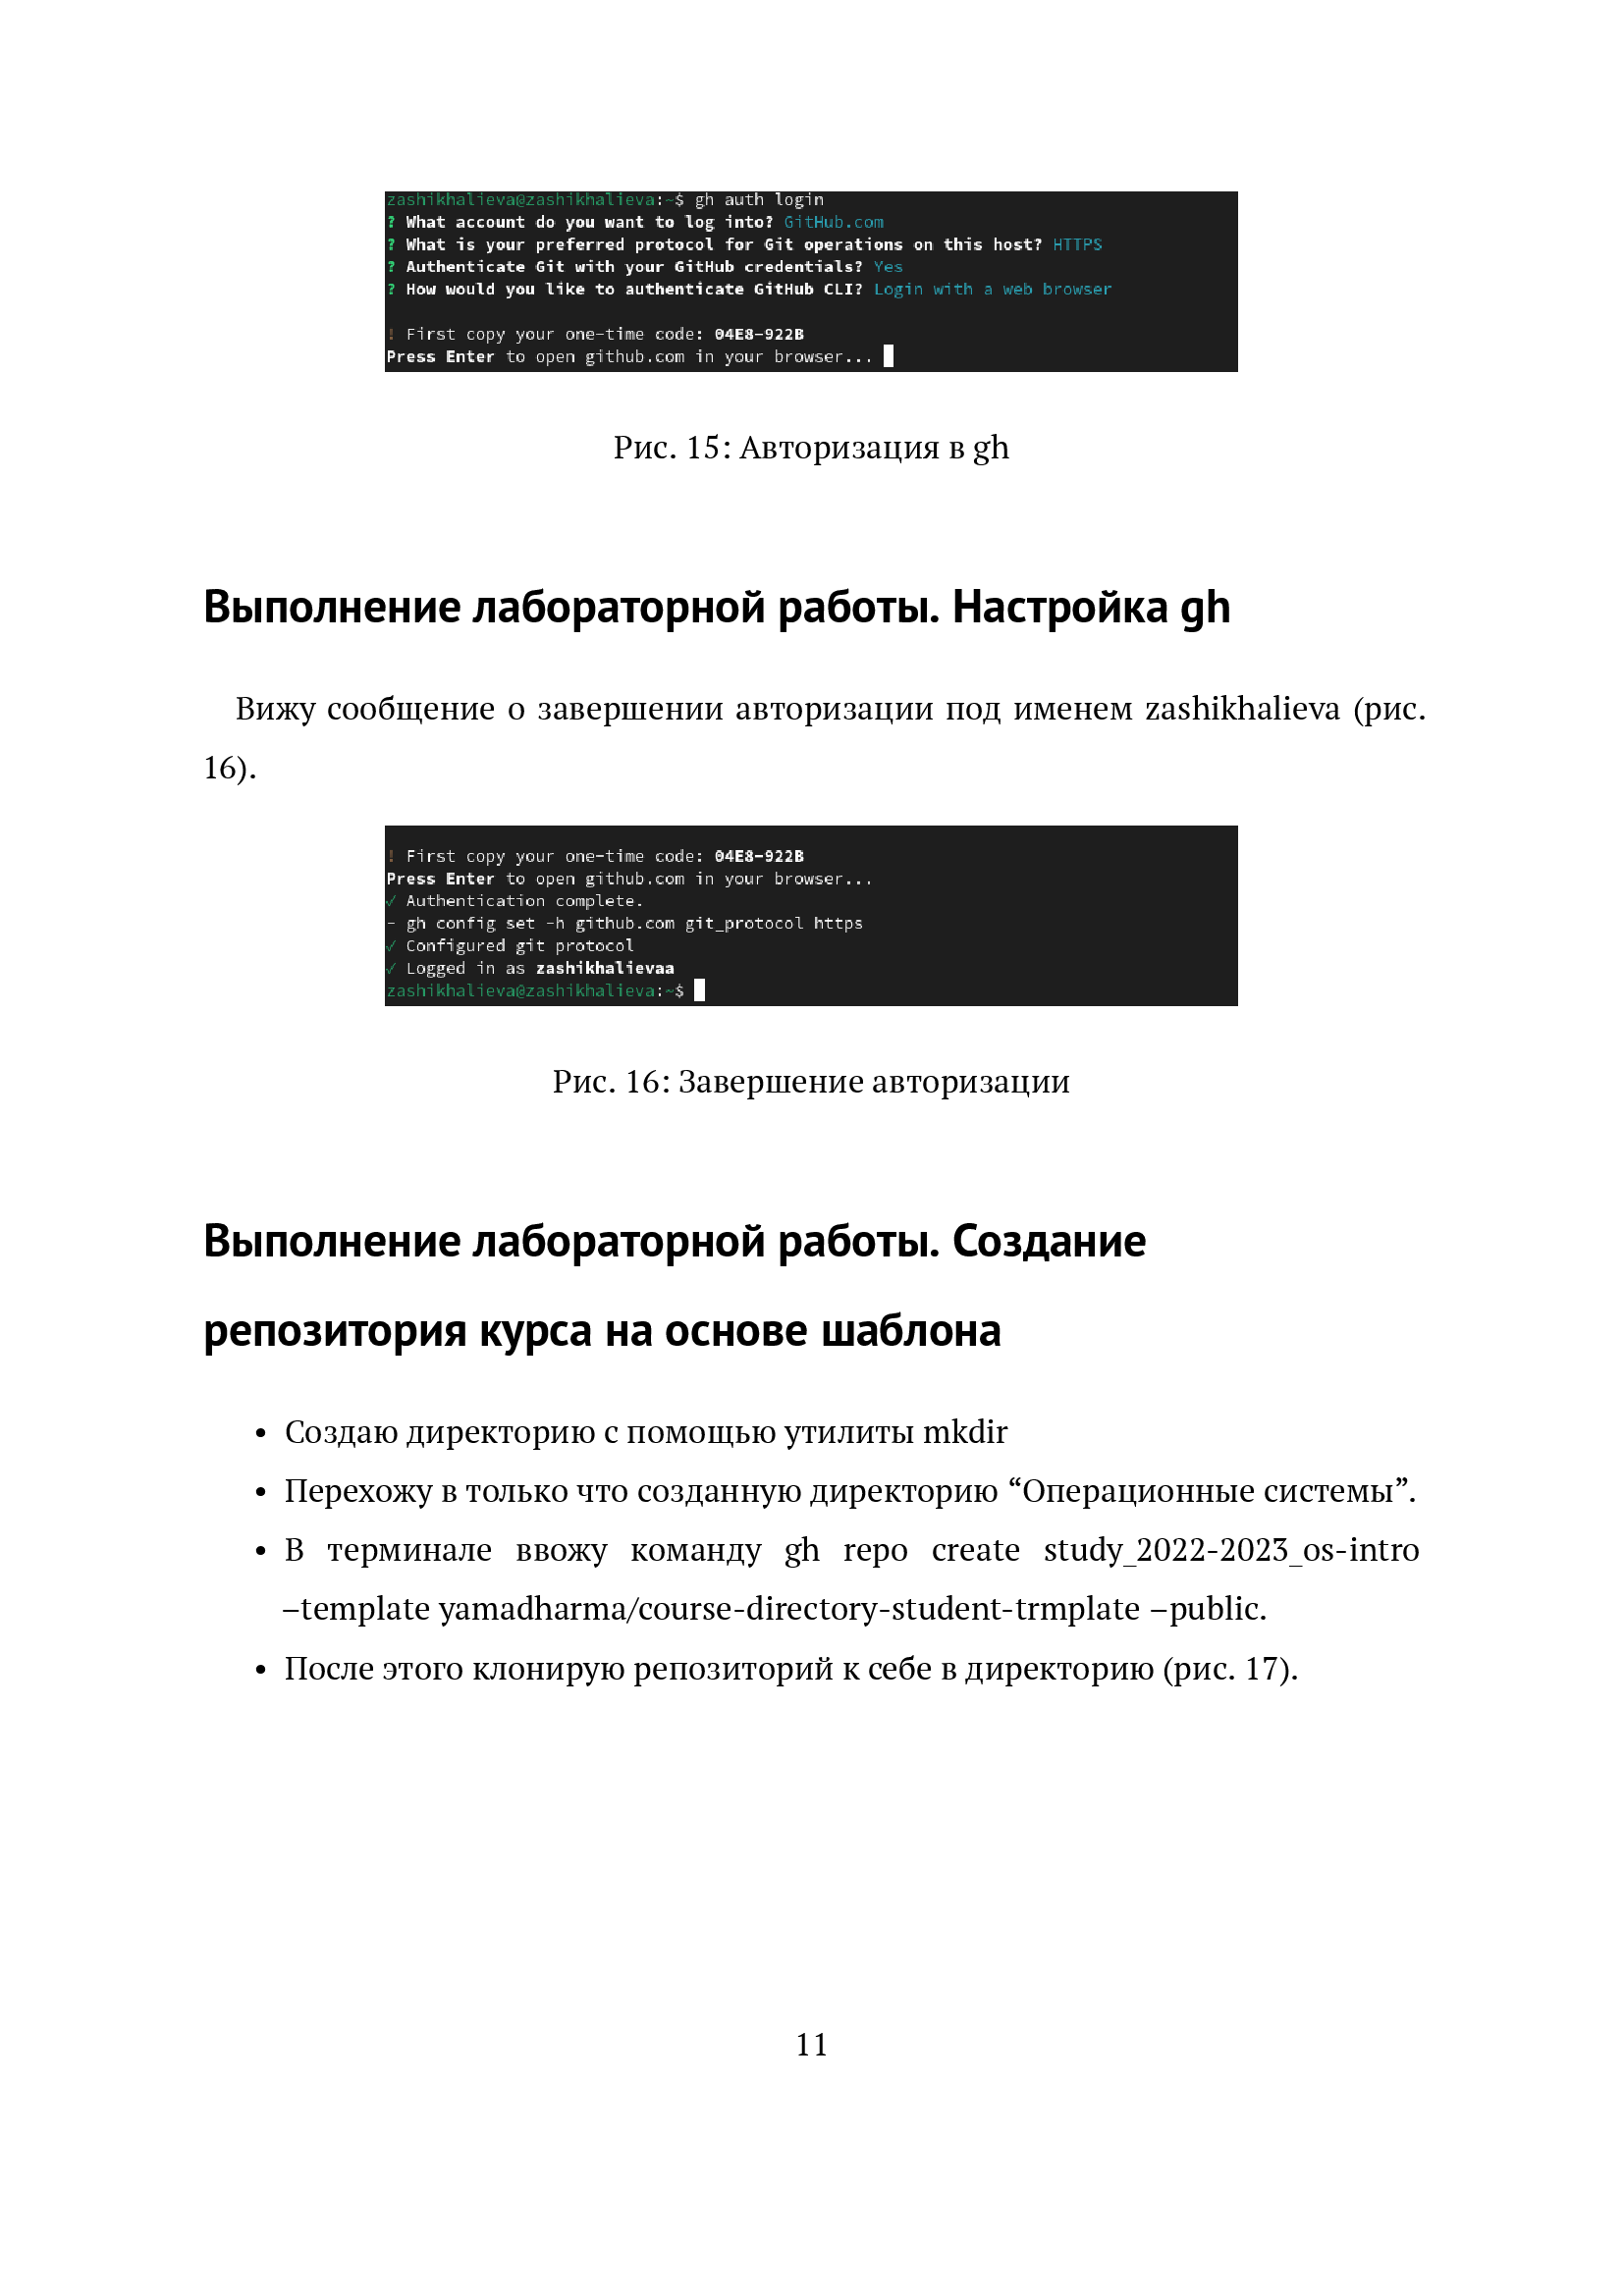 zashikhalieva@zashikhalieva:~$ gh auth login
? What account do you want to log into? GitHub.com
? What is your preferred protocol for Git operations on this host? HTTPS
? Authenticate Git with your GitHub credentials? Yes
? How would you like to authenticate GitHub CLI? Login with a web browser
! First copy your one-time code: 04E8-922B
Press Enter to open github.com in your browser...
Рис. 15: Авторизация в gh
Выполнение лабораторной работы. Настройка gh
Вижу сообщение о завершении авторизации под именем zashikhalieva (рис.
16).
! First copy your one-time code: 04E8-922B
Press Enter to open github.com in your browser...
✓ Authentication complete.
- gh config set -h github.com git_protocol https
✓ Configured git protocol
✓ Logged in as zashikhalievaa
zashikhalieva@zashikhalieva:~$
Рис. 16: Завершение авторизации
Выполнение лабораторной работы. Создание
репозитория курса на основе шаблона
• Создаю директорию с помощью утилиты mkdir
• Перехожу в только что созданную директорию “Операционные системы”.
• В терминале ввожу команду gh repo create study_2022-2023_os-intro
–template yamadharma/course-directory-student-trmplate –public.
• После этого клонирую репозиторий к себе в директорию (рис. 17).
11